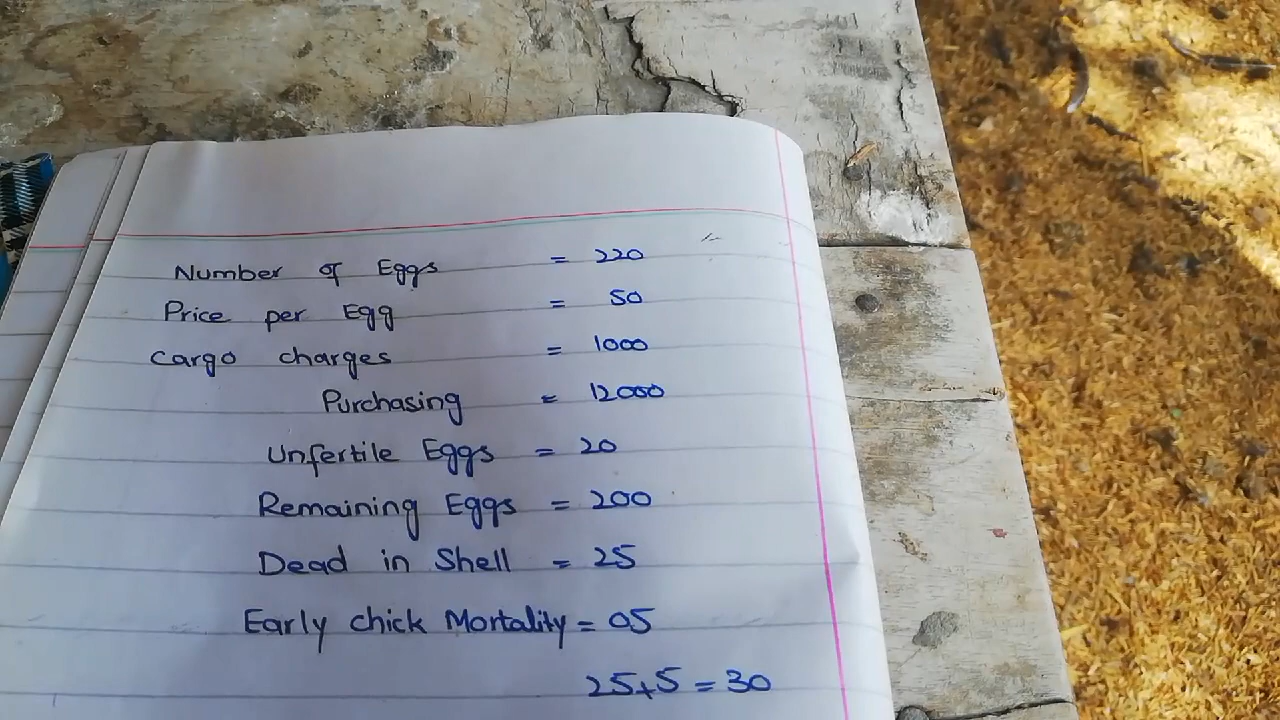 Number of Eggs = 220
Price per Egg = 50
Cargo charges = 1000
Purchasing = 12000
Unfertile Eggs = 20
Remaining Eggs = 200
Dead in Shell = 25
Early chick Mortality = 05
25+5 = 30